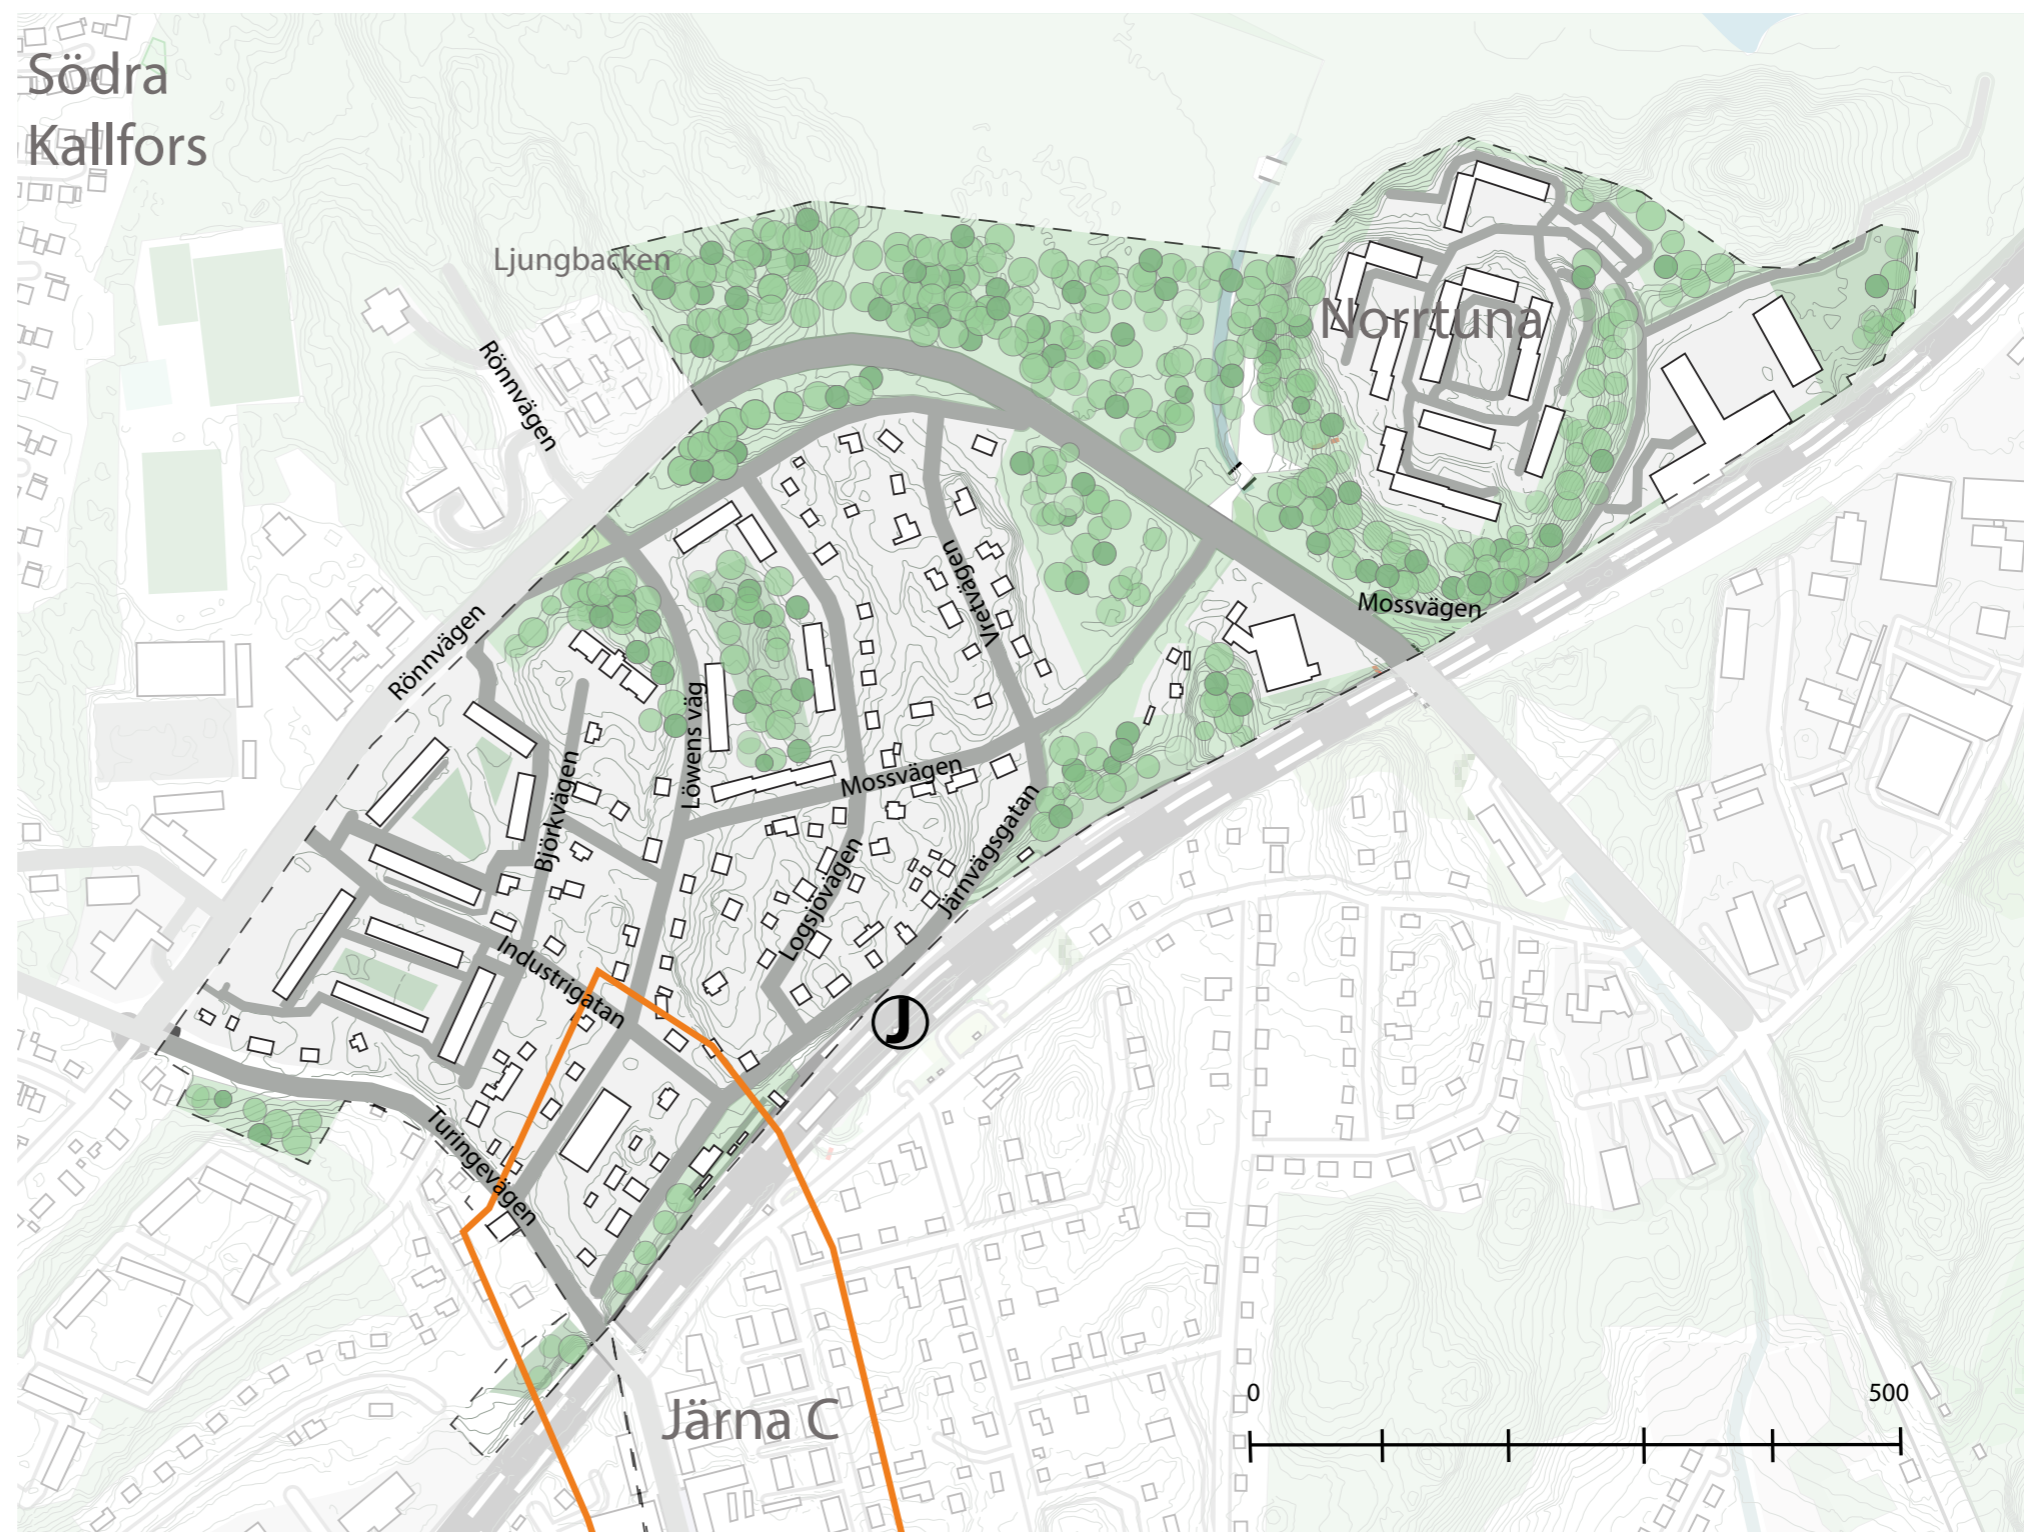 Södra
Kallfors
Ljungbacken
Norrtuna
Rönnvägen
Rönnvägen
Vretvägen
Mossvägen
Löwens väg
Björkvägen
Mossvägen
Järnvägsgatan
Logsjövägen
Industrigatan
J
Turingevägen
Järna C
0 500